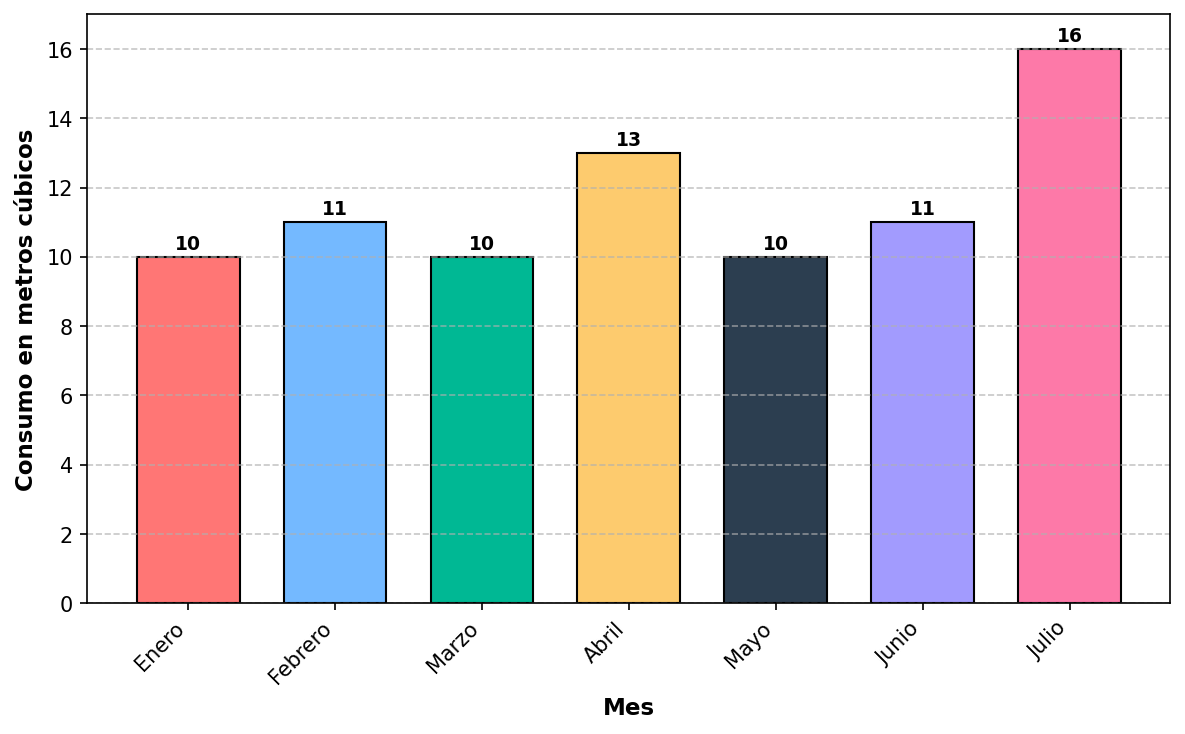 Consumo en metros cúbicos
16
14
12
10
8
6
4
2
0
10
11
10
13
10
11
16
Enero
Febrero
Marzo
Abril
Mayo
Junio
Julio
Mes